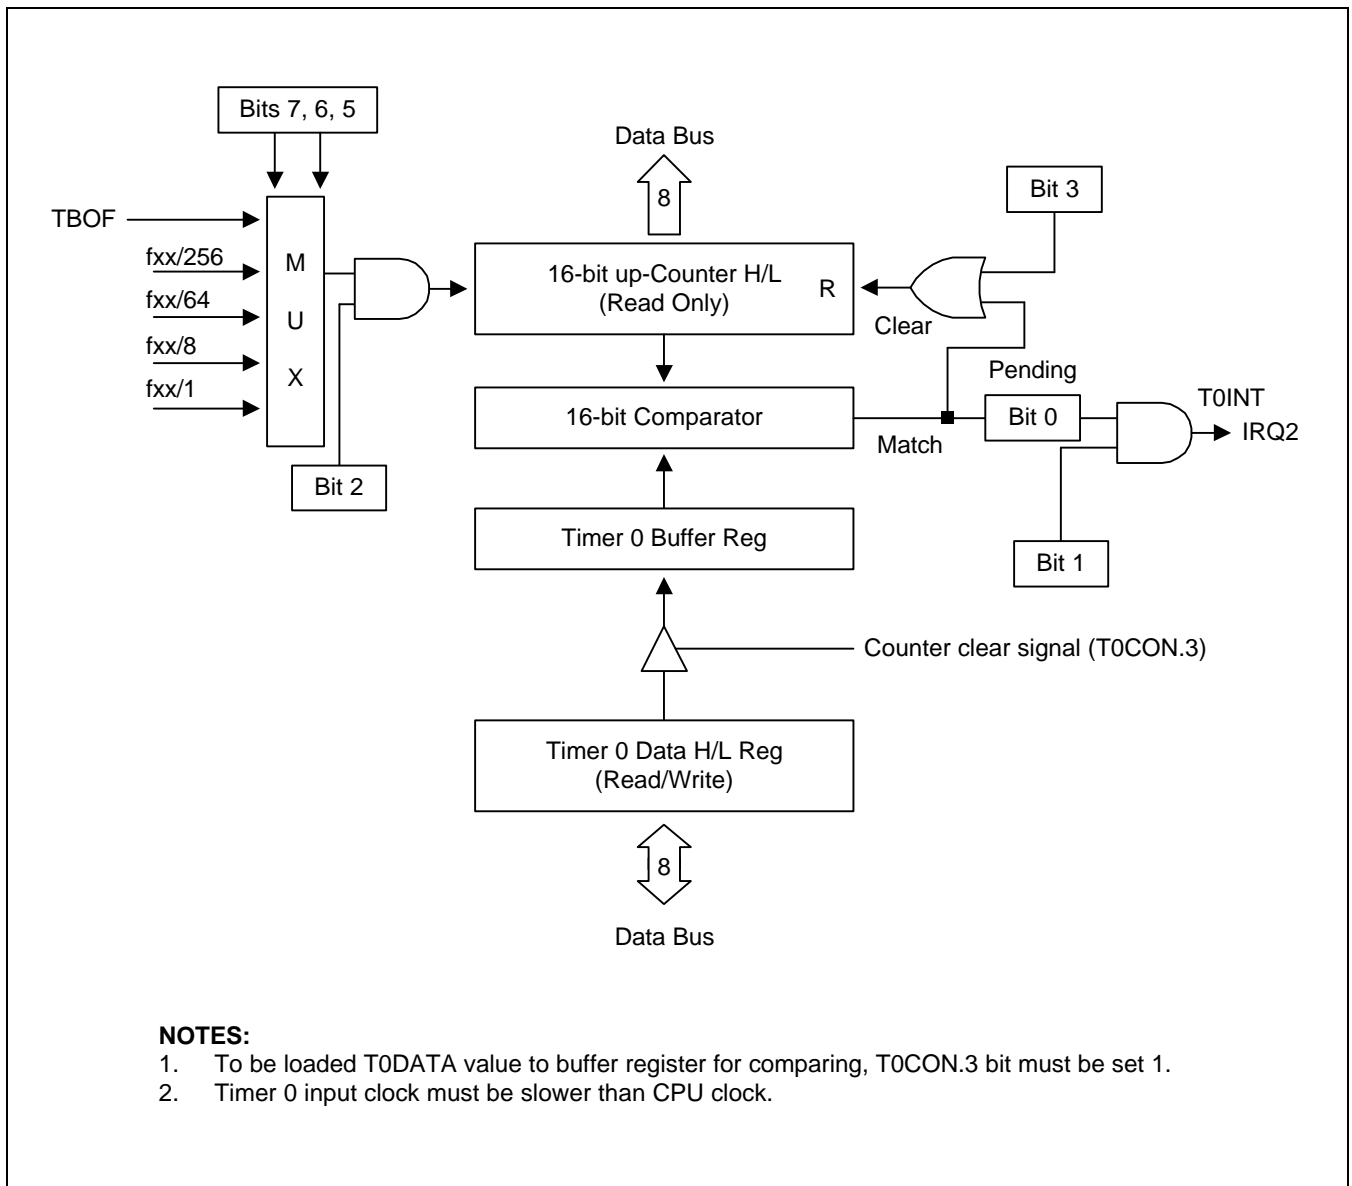 Bits 7, 6, 5
Data Bus
8
Bit 3
TBOF
fxx/256
fxx/64
fxx/8
fxx/1
M
U
X
16-bit up-Counter H/L
(Read Only)
R
Clear
Pending
16-bit Comparator
Match
Bit 0
T0INT
IRQ2
Bit 2
Timer 0 Buffer Reg
Bit 1
Counter clear signal (T0CON.3)
Timer 0 Data H/L Reg
(Read/Write)
8
Data Bus
NOTES:
1. To be loaded T0DATA value to buffer register for comparing, T0CON.3 bit must be set 1.
2. Timer 0 input clock must be slower than CPU clock.